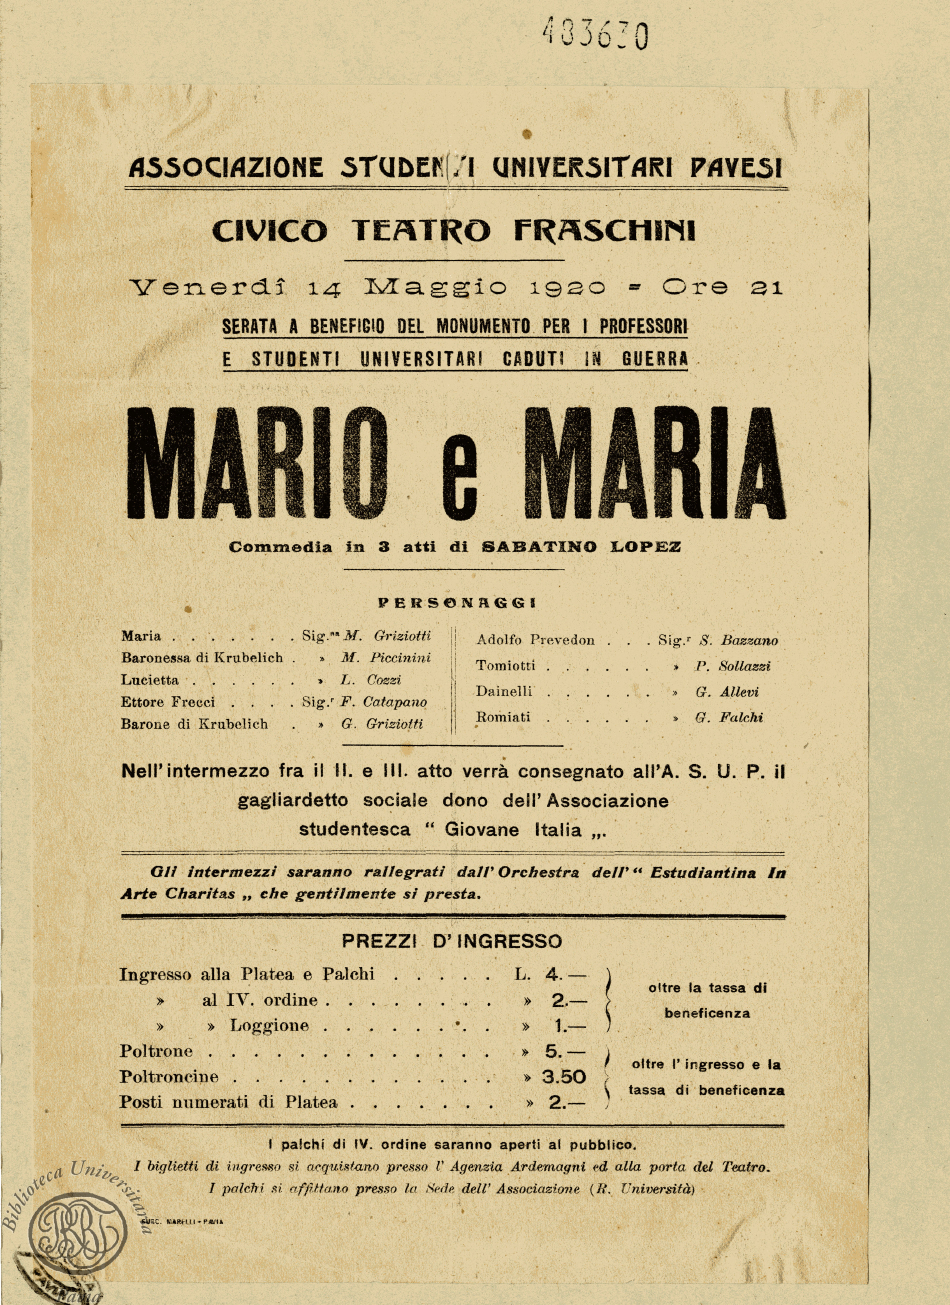 483630
ASSOCIAZIONE STUDENTI UNIVERSITARI PAVESI
CIVICO TEATRO FRASCHINI
Venerdî 14 Maggio 1920 = Ore 21
SERATA A BENEFICIO DEL MONUMENTO PER I PROFESSORI
E STUDENTI UNIVERSITARI CADUTI IN GUERRA
MARIO e MARIA
Commedia in 3 atti di SABATINO LOPEZ
PERSONAGGI
Maria . . . . . . . Sig.na M. Griziotti
Baronessa di Krubelich . » M. Piccinini
Lucietta . . . . . . » L. Cozzi
Ettore Frecci . . . . Sig.r F. Catapano
Barone di Krubelich . » G. Griziotti
Adolfo Prevedon . . . Sig.r S. Bazzano
Tomiotti . . . . . . » P. Sollazzi
Dainelli . . . . . . » G. Allevi
Romiati . . . . . . » G. Falchi
Nell' intermezzo fra il II. e III. atto verrà consegnato all'A. S. U. P. il
gagliardetto sociale dono dell' Associazione
studentesca “ Giovane Italia „.
Gli intermezzi saranno rallegrati dall' Orchestra dell' “ Estudiantina In
Arte Charitas „ che gentilmente si presta.
PREZZI D' INGRESSO
Ingresso alla Platea e Palchi . . . . . L. 4.—
» al IV. ordine . . . . . . . . » 2.—
» » Loggione . . . . . . . . » 1.—
oltre la tassa di
beneficenza
Poltrone . . . . . . . . . . . . . » 5.—
Poltroncine . . . . . . . . . . . . » 3.50
Posti numerati di Platea . . . . . . . » 2.—
oltre l' ingresso e la
tassa di beneficenza
I palchi di IV. ordine saranno aperti al pubblico.
I biglietti di ingresso si acquistano presso l' Agenzia Ardemagni ed alla porta del Teatro.
I palchi si affittano presso la Sede dell' Associazione (R. Università)
SUCC. MARELLI - PAVIA
Biblioteca Universitaria